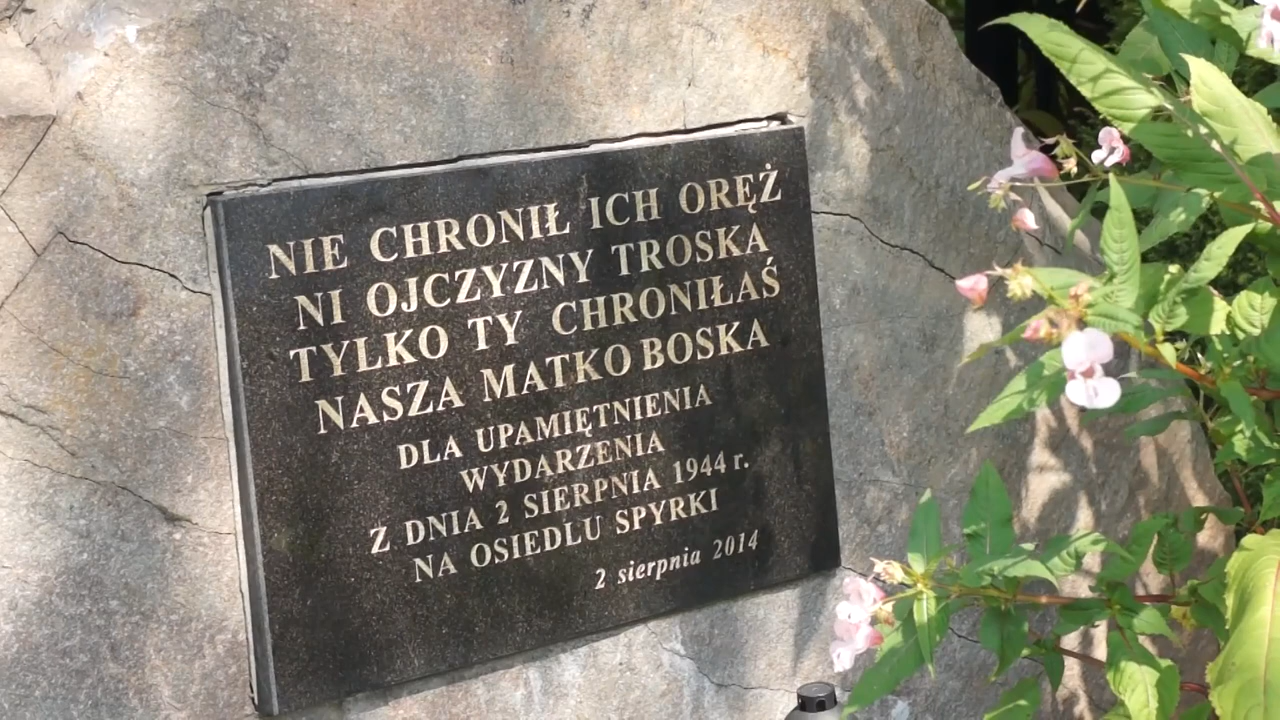 NIE CHRONIŁ ICH ORĘŻ
NI OJCZYZNY TROSKA
TYLKO TY CHRONIŁAŚ
NASZA MATKO BOSKA
DLA UPAMIĘTNIENIA
WYDARZENIA
Z DNIA 2 SIERPNIA 1944 r.
NA OSIEDLU SPYRKI
2 sierpnia 2014